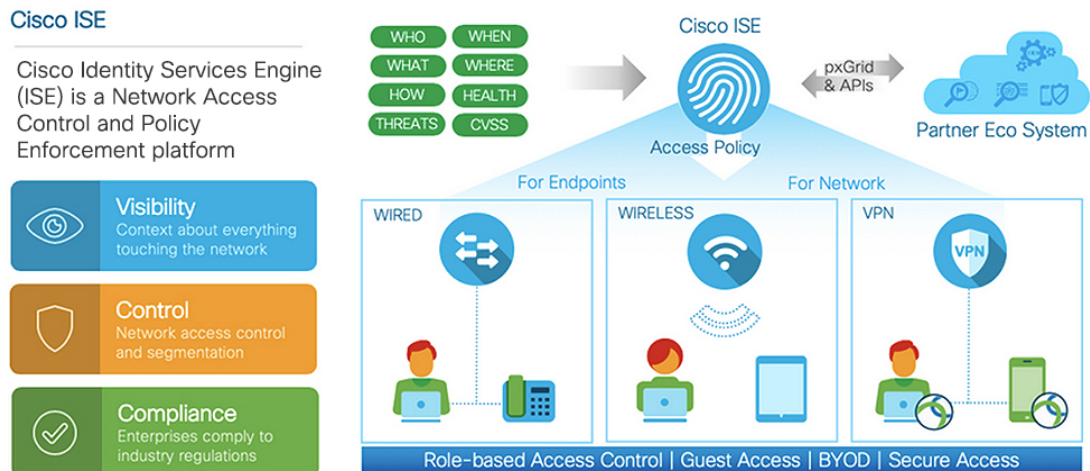 Cisco ISE
Cisco Identity Services Engine
(ISE) is a Network Access
Control and Policy
Enforcement platform
Visibility
Context about everything
touching the network
Control
Network access control
and segmentation
Compliance
Enterprises comply to
industry regulations
WHO
WHEN
WHAT
WHERE
HOW
HEALTH
THREATS
CVSS
Cisco ISE
Access Policy
pxGrid
& APIs
Partner Eco System
For Endpoints
For Network
WIRED
WIRELESS
VPN
VPN
Role-based Access Control | Guest Access | BYOD | Secure Access